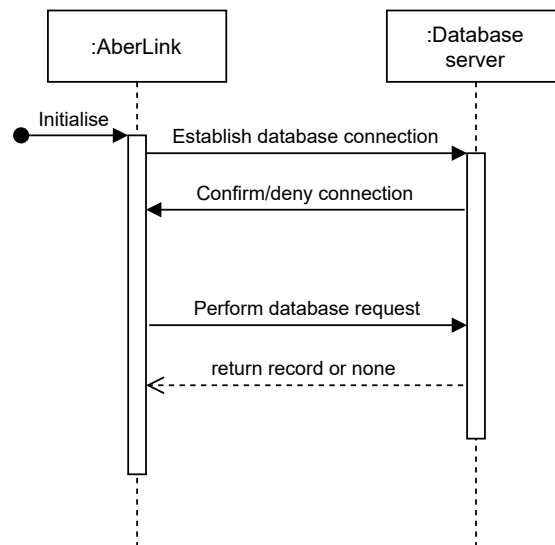 :AberLink
:Database
server
Initialise
Establish database connection
Confirm/deny connection
Perform database request
return record or none